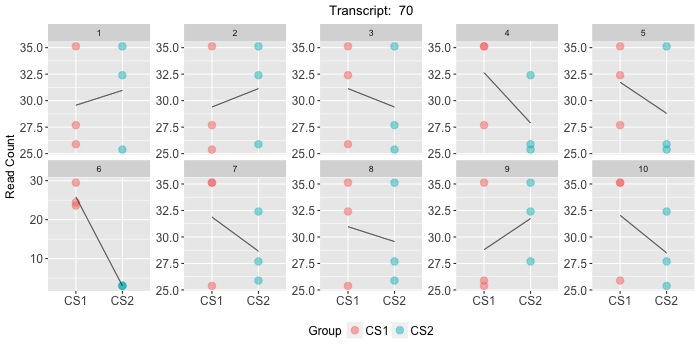 Transcript: 70
1 2 3 4 5
35.0 35.0 35.0 35.0 35.0
32.5 32.5 32.5 32.5 32.5
30.0 30.0 30.0 30.0 30.0
27.5 27.5 27.5 27.5 27.5
25.0 25.0 25.0 25.0 25.0
Read Count
6 7 8 9 10
30 35.0 35.0 35.0 35.0
32.5 32.5 32.5 32.5
20 30.0 30.0 30.0 30.0
10 27.5 27.5 27.5 27.5
25.0 25.0 25.0 25.0
CS1 CS2 CS1 CS2 CS1 CS2 CS1 CS2 CS1 CS2
Group CS1 CS2